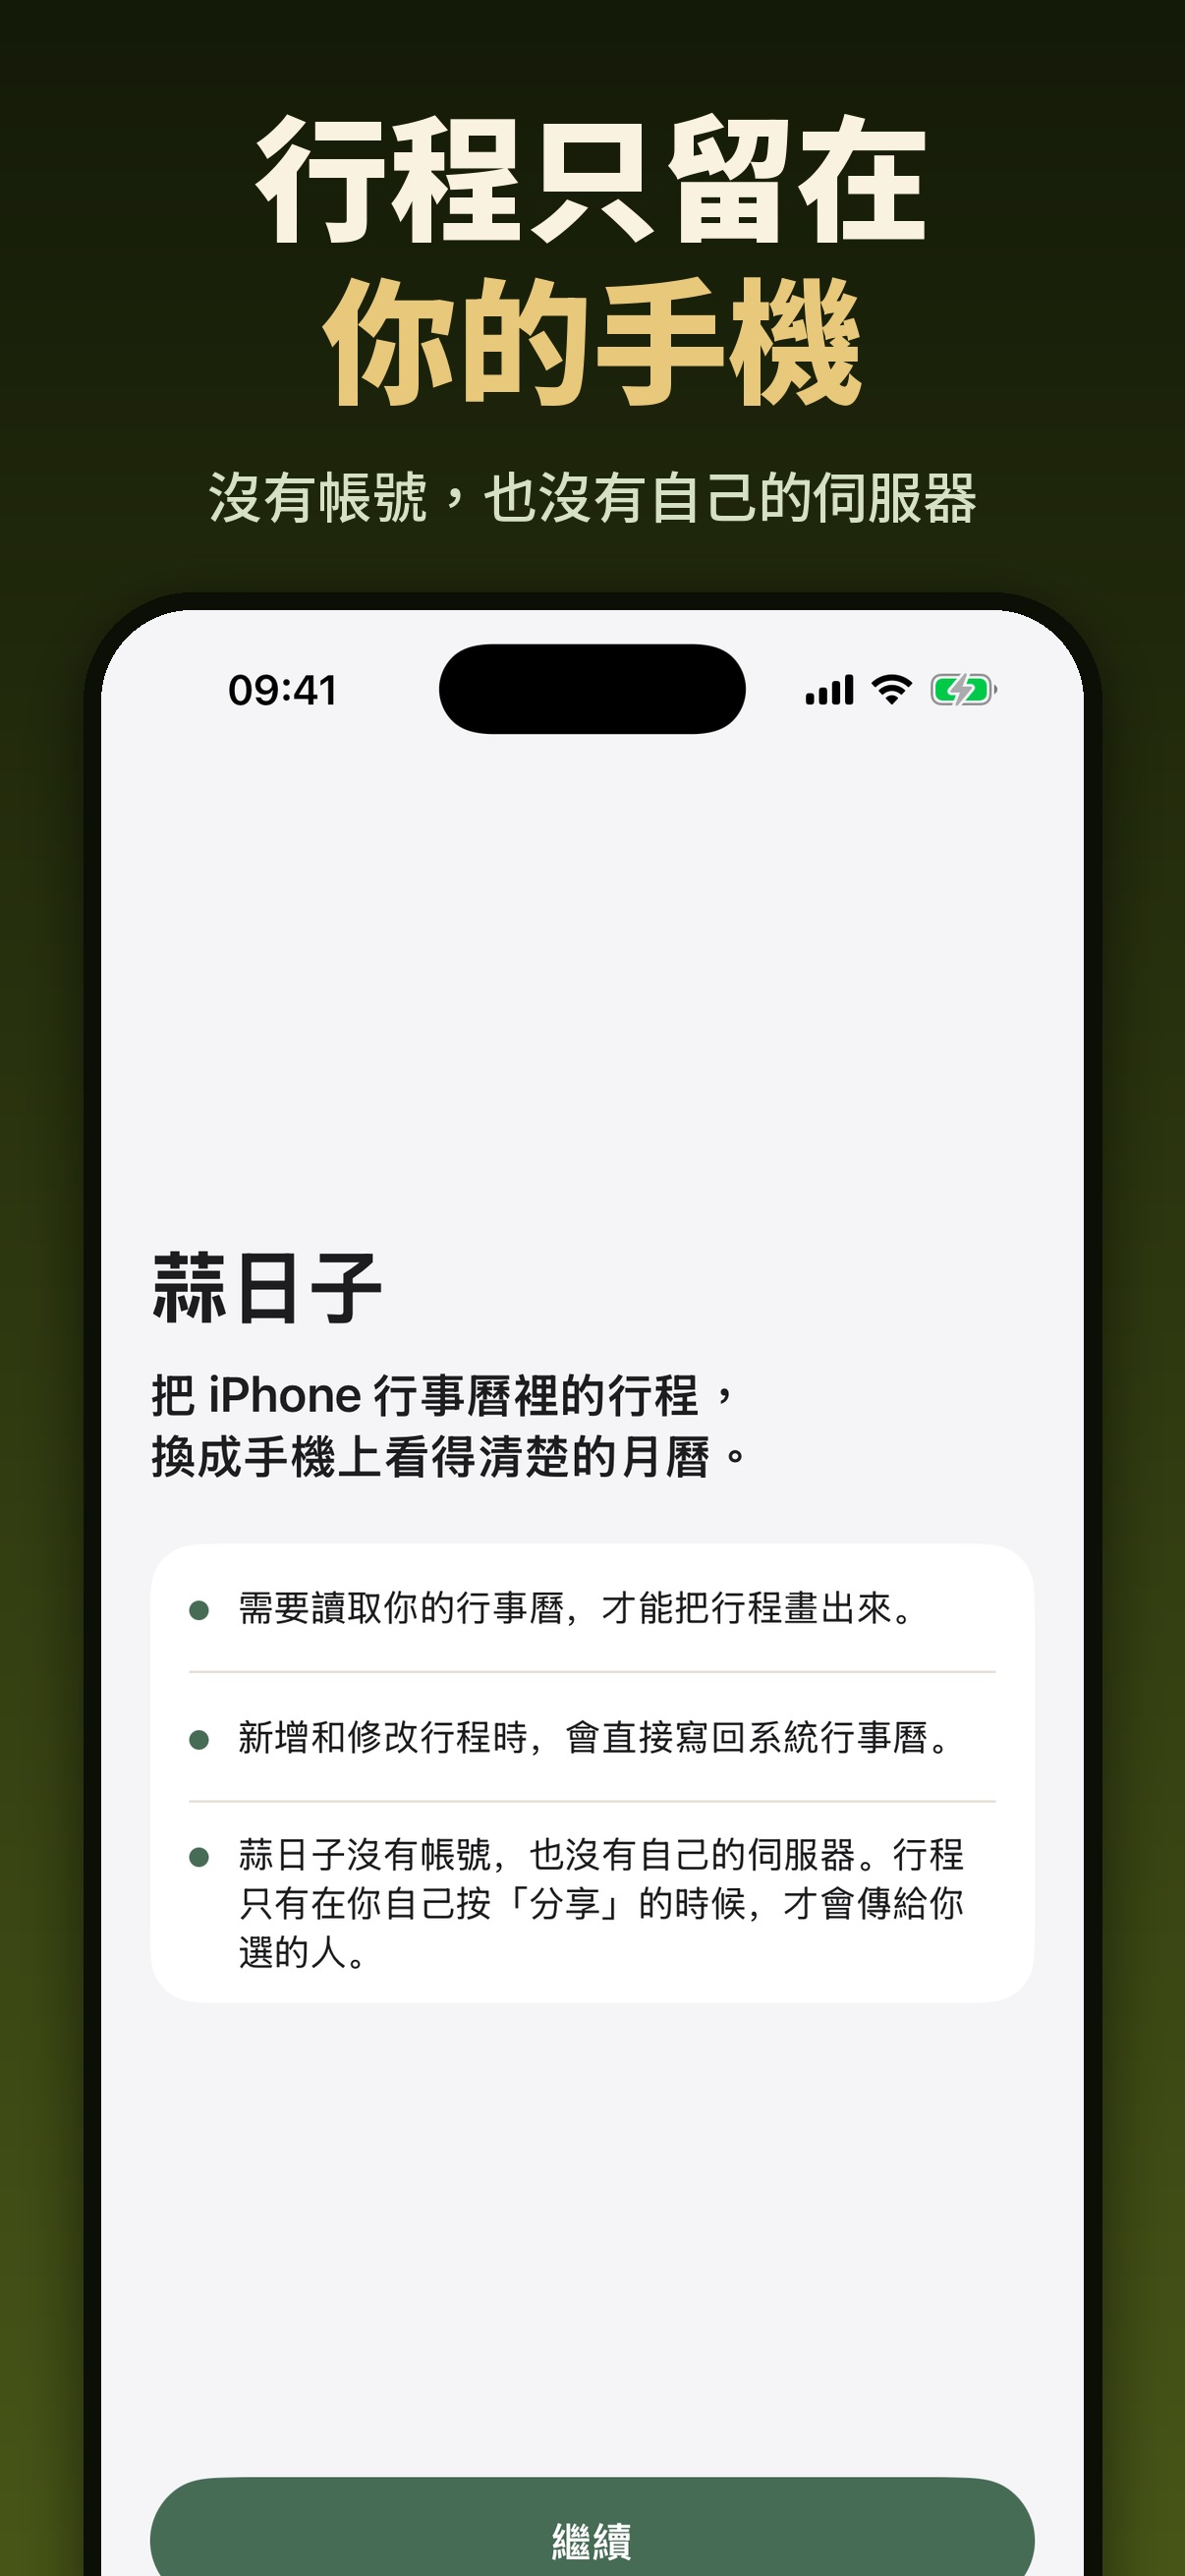 行程只留在
你的手機
沒有帳號，也沒有自己的伺服器
09:41
蒜日子
把 iPhone 行事曆裡的行程，
換成手機上看得清楚的月曆。
需要讀取你的行事曆，才能把行程畫出來。
新增和修改行程時，會直接寫回系統行事曆。
蒜日子沒有帳號，也沒有自己的伺服器。行程
只有在你自己按「分享」的時候，才會傳給你
選的人。
繼續